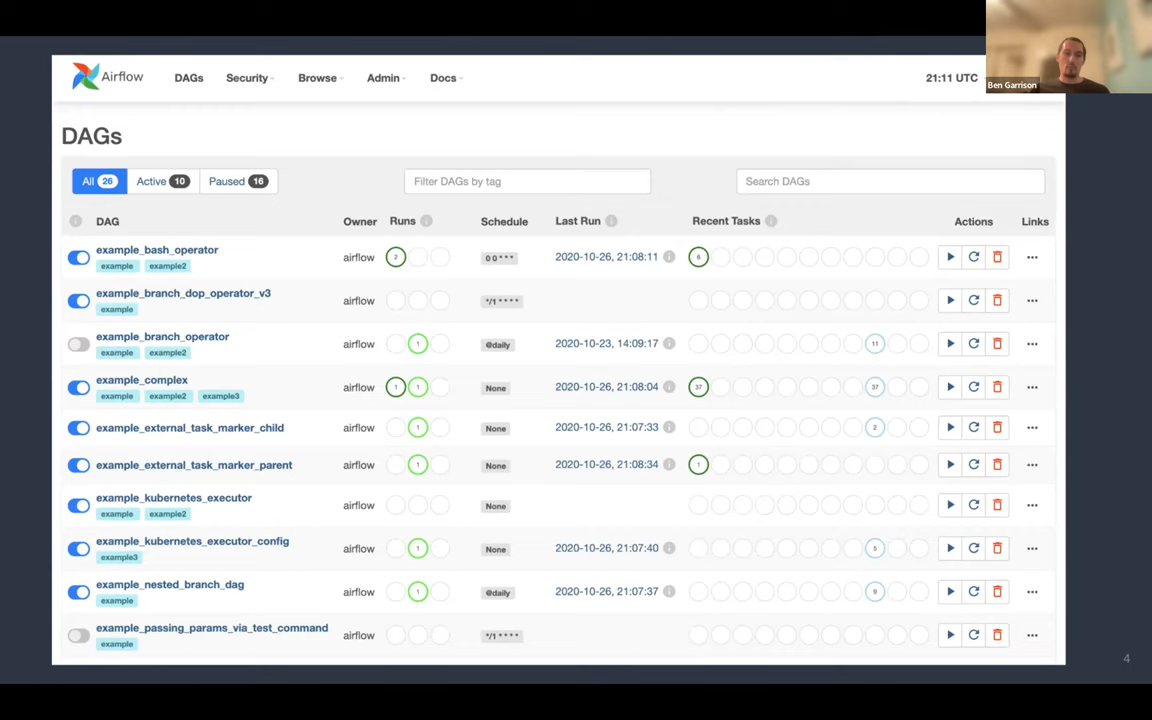 Airflow DAGs Security Browse Admin Docs 21:11 UTC
Ben Garrison
DAGs
All 26 Active 10 Paused 16 Filter DAGs by tag Search DAGs
DAG Owner Runs Schedule Last Run Recent Tasks Actions Links
example_bash_operator
airflow 2 0 0 * * * 2020-10-26, 21:08:11 6
example example2
example_branch_dop_operator_v3
airflow */1 * * * *
example
example_branch_operator
airflow 1 @daily 2020-10-23, 14:09:17 11
example example2
example_complex
airflow 1 1 None 2020-10-26, 21:08:04 37 37
example example2 example3
example_external_task_marker_child airflow 1 None 2020-10-26, 21:07:33 2
example_external_task_marker_parent airflow 1 None 2020-10-26, 21:08:34 1
example_kubernetes_executor
airflow None
example example2
example_kubernetes_executor_config
airflow 1 None 2020-10-26, 21:07:40 5
example3
example_nested_branch_dag
airflow 1 @daily 2020-10-26, 21:07:37 9
example
example_passing_params_via_test_command
airflow */1 * * * *
example
4